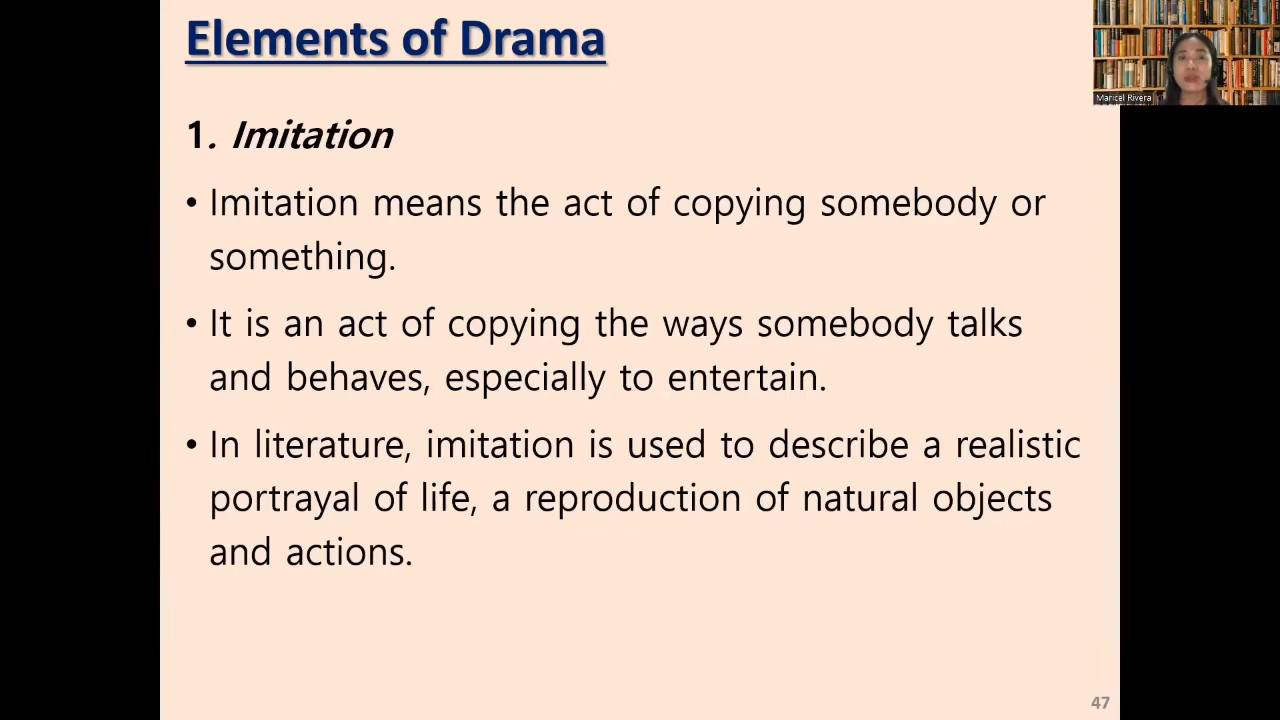 Elements of Drama
Maricel Rivera
1. Imitation
• Imitation means the act of copying somebody or
something.
• It is an act of copying the ways somebody talks
and behaves, especially to entertain.
• In literature, imitation is used to describe a realistic
portrayal of life, a reproduction of natural objects
and actions.
47